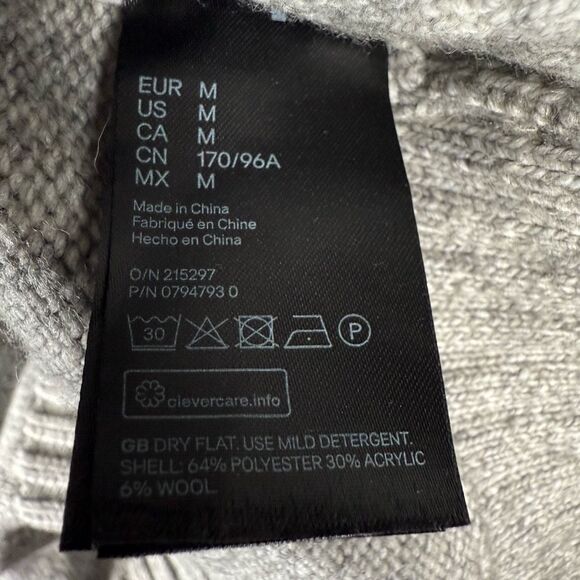 EUR M
US M
CA M
CN 170/96A
MX M
Made in China
Fabriqué en Chine
Hecho en China
O/N 215297
P/N 0794793 0
30 P
clevercare.info
GB DRY FLAT. USE MILD DETERGENT.
SHELL: 64% POLYESTER 30% ACRYLIC
6% WOOL